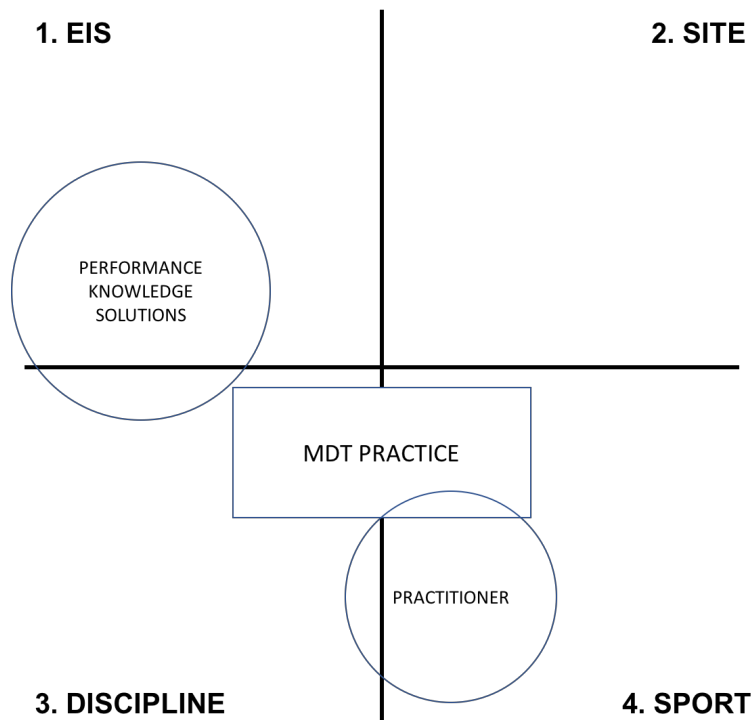 1. EIS
2. SITE
PERFORMANCE
KNOWLEDGE
SOLUTIONS
MDT PRACTICE
PRACTITIONER
3. DISCIPLINE
4. SPORT